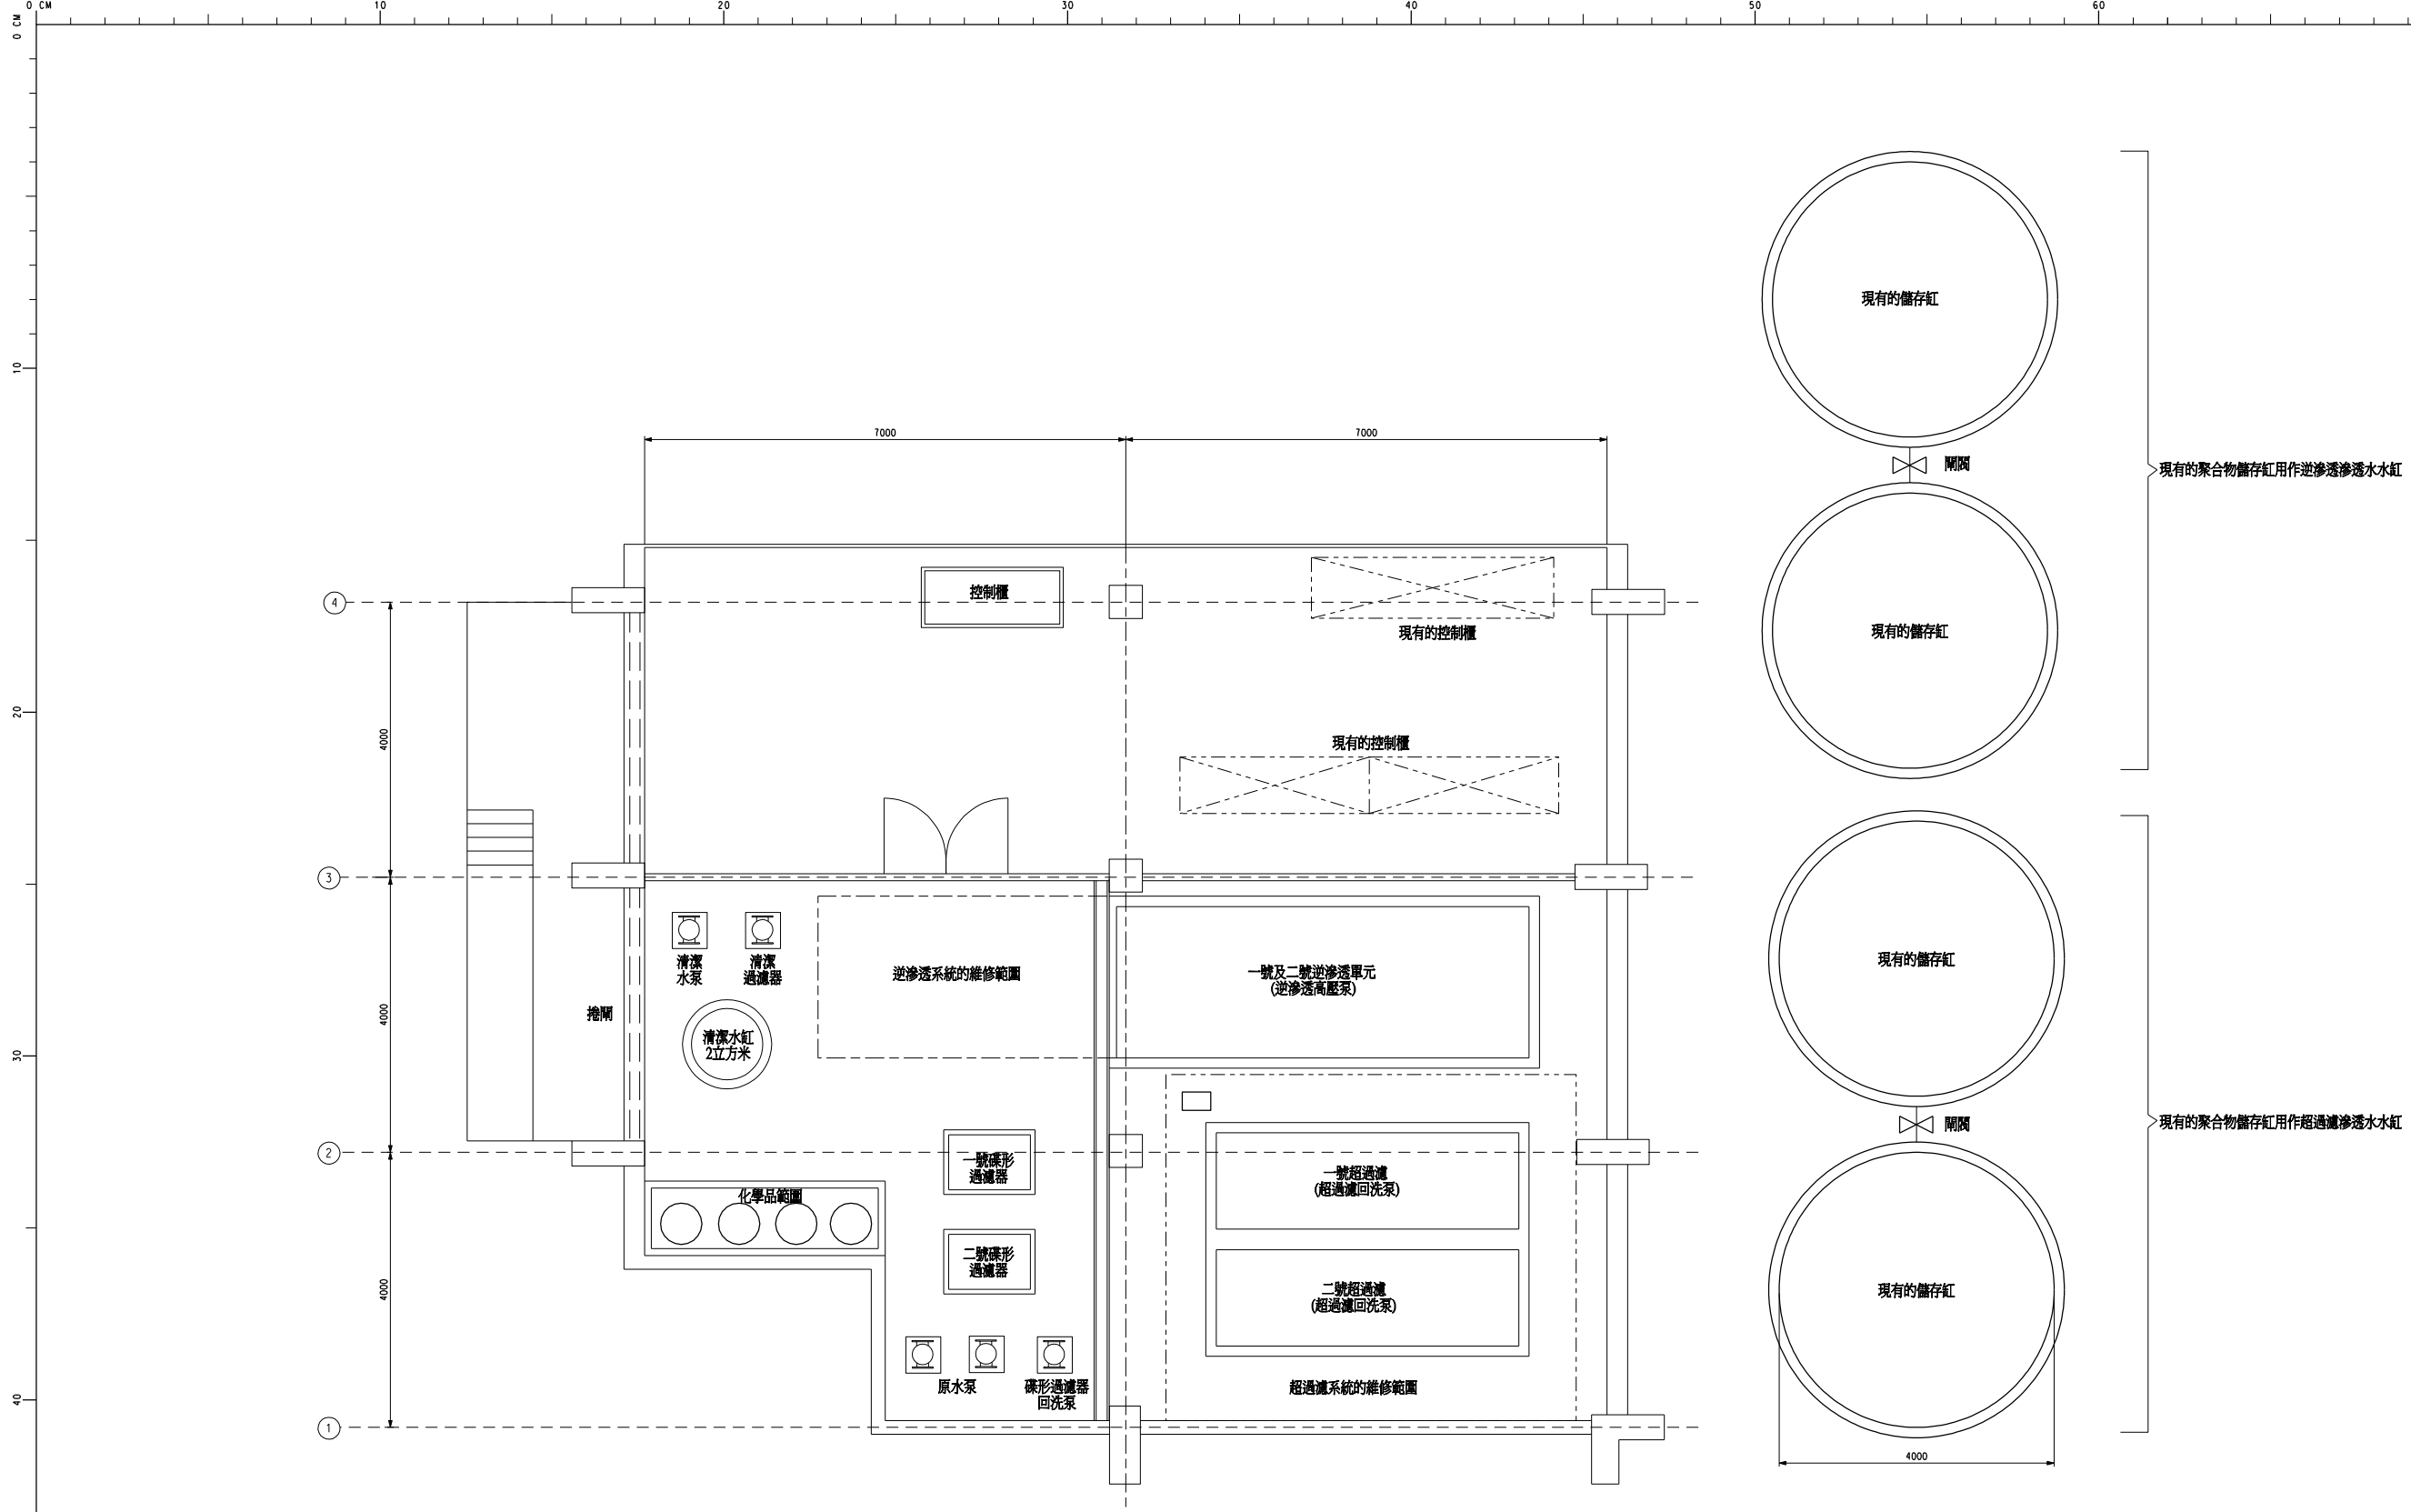 0 CM
10
20
30
40
50
60
0 CM
10
20
30
40
現有的儲存缸
閘閥
現有的聚合物儲存缸用作逆滲透滲透水水缸
現有的儲存缸
7000
7000
控制櫃
現有的控制櫃
現有的控制櫃
4
3
2
1
4000
4000
4000
清潔
水泵
清潔
過濾器
逆滲透系統的維修範圍
一號及二號逆滲透單元
(逆滲透高壓泵)
捲閘
清潔水缸
2立方米
現有的儲存缸
閘閥
現有的聚合物儲存缸用作超過濾滲透水水缸
現有的儲存缸
4000
一號碟形
過濾器
化學品範圍
二號碟形
過濾器
一號超過濾
(超過濾回洗泵)
二號超過濾
(超過濾回洗泵)
原水泵
碟形過濾器
回洗泵
超過濾系統的維修範圍